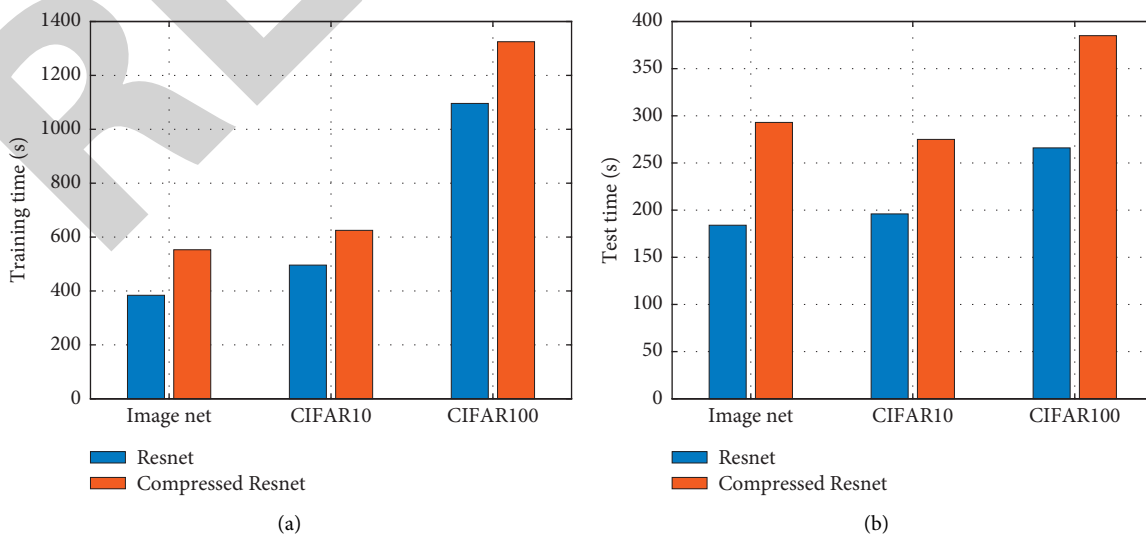 1400
1200
1000
800
600
400
200
0
Training time (s)
Image net CIFAR10 CIFAR100
Resnet
Compressed Resnet
(a)
400
350
300
250
200
150
100
50
0
Test time (s)
Image net CIFAR10 CIFAR100
Resnet
Compressed Resnet
(b)